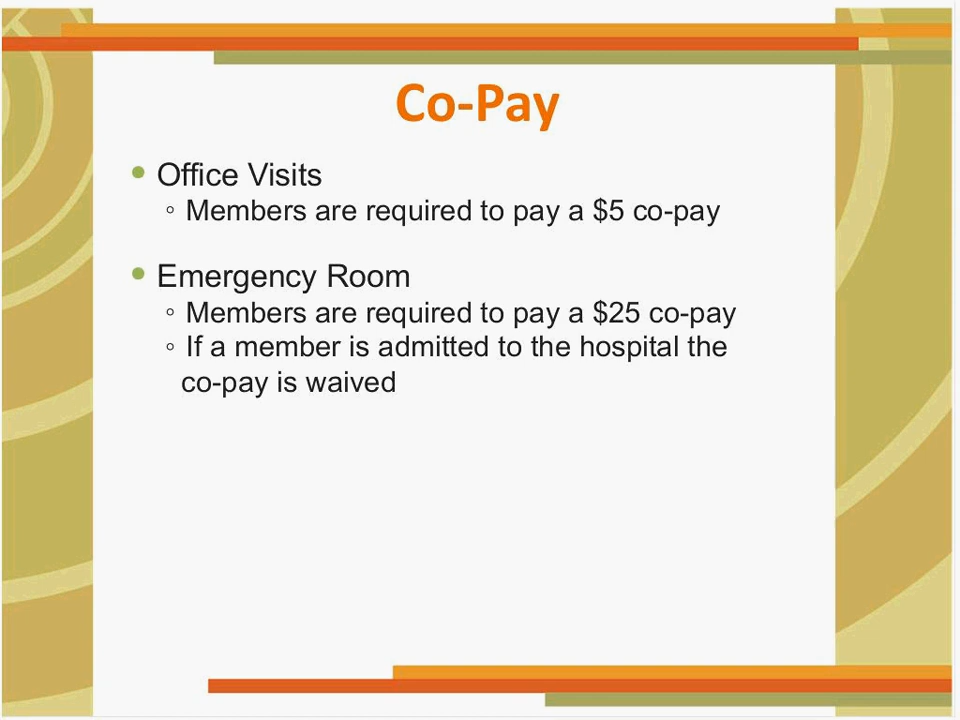 Co-Pay
• Office Visits
◦ Members are required to pay a $5 co-pay
• Emergency Room
◦ Members are required to pay a $25 co-pay
◦ If a member is admitted to the hospital the
co-pay is waived